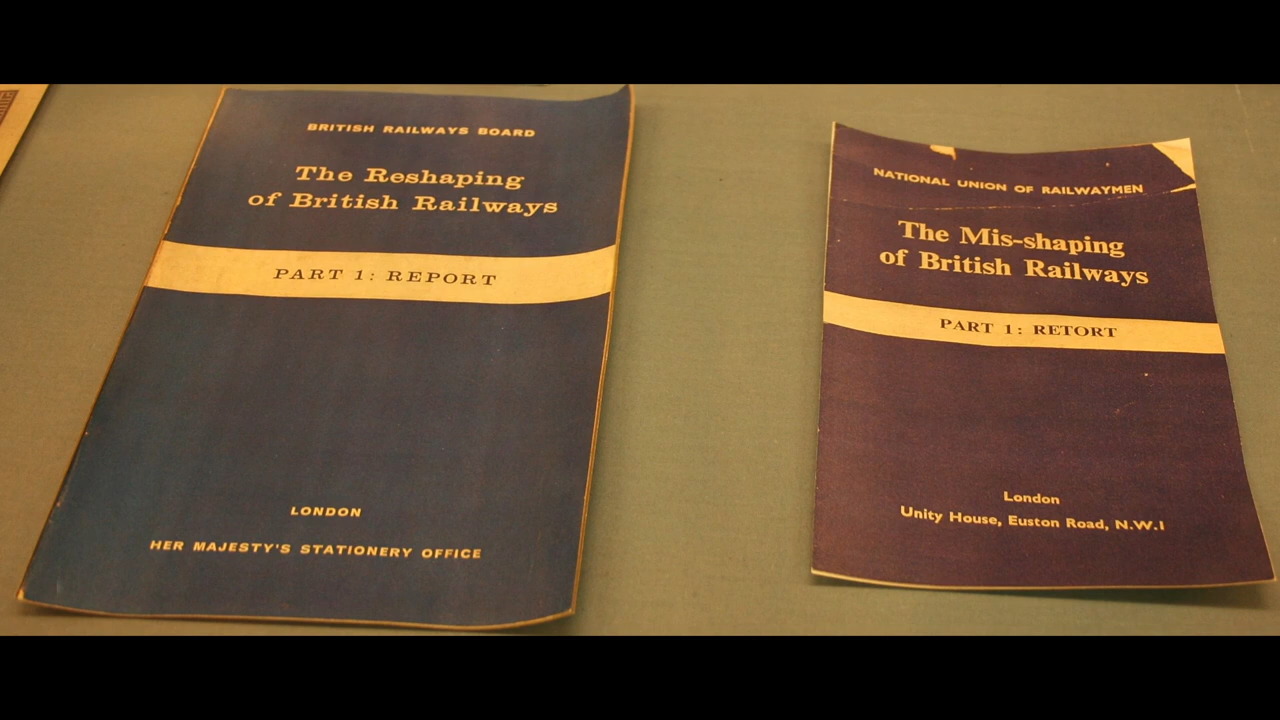 BRITISH RAILWAYS BOARD
The Reshaping
of British Railways
PART 1: REPORT
LONDON
HER MAJESTY'S STATIONERY OFFICE
NATIONAL UNION OF RAILWAYMEN
The Mis-shaping
of British Railways
PART 1: RETORT
London
Unity House, Euston Road, N.W.1